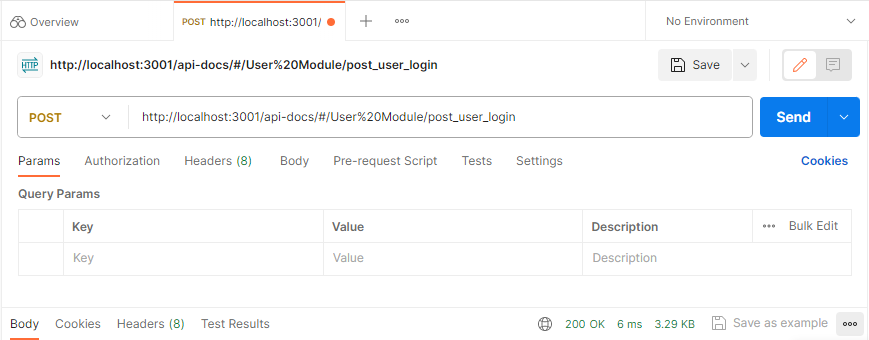 Overview
POST http://localhost:3001/
No Environment
HTTP http://localhost:3001/api-docs/#/User%20Module/post_user_login
Save
POST http://localhost:3001/api-docs/#/User%20Module/post_user_login
Send
Params Authorization Headers (8) Body Pre-request Script Tests Settings Cookies
Query Params
Key Value Description Bulk Edit
Key Value Description
Body Cookies Headers (8) Test Results 200 OK 6 ms 3.29 KB Save as example